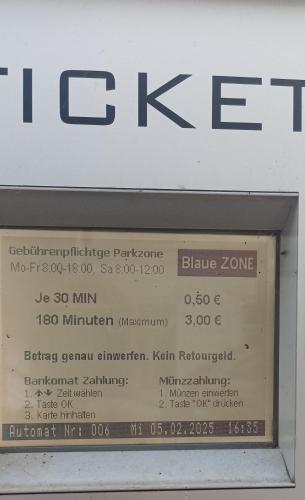 TICKET
Gebührenpflichtge Parkzone
Mo-Fr 8:00-18:00, Sa 8:00-12:00 Blaue ZONE
Je 30 MIN 0,50 €
180 Minuten (Maximum) 3,00 €
Betrag genau einwerfen. Kein Retourgeld.
Bankomat Zahlung: Münzzahlung:
1. ↑↓ Zeit wählen 1. Münzen einwerfen
2. Taste OK 2. Taste "OK" drücken
3. Karte hinhalten
Automat Nr: 006 Mi 05.02.2025 16:35